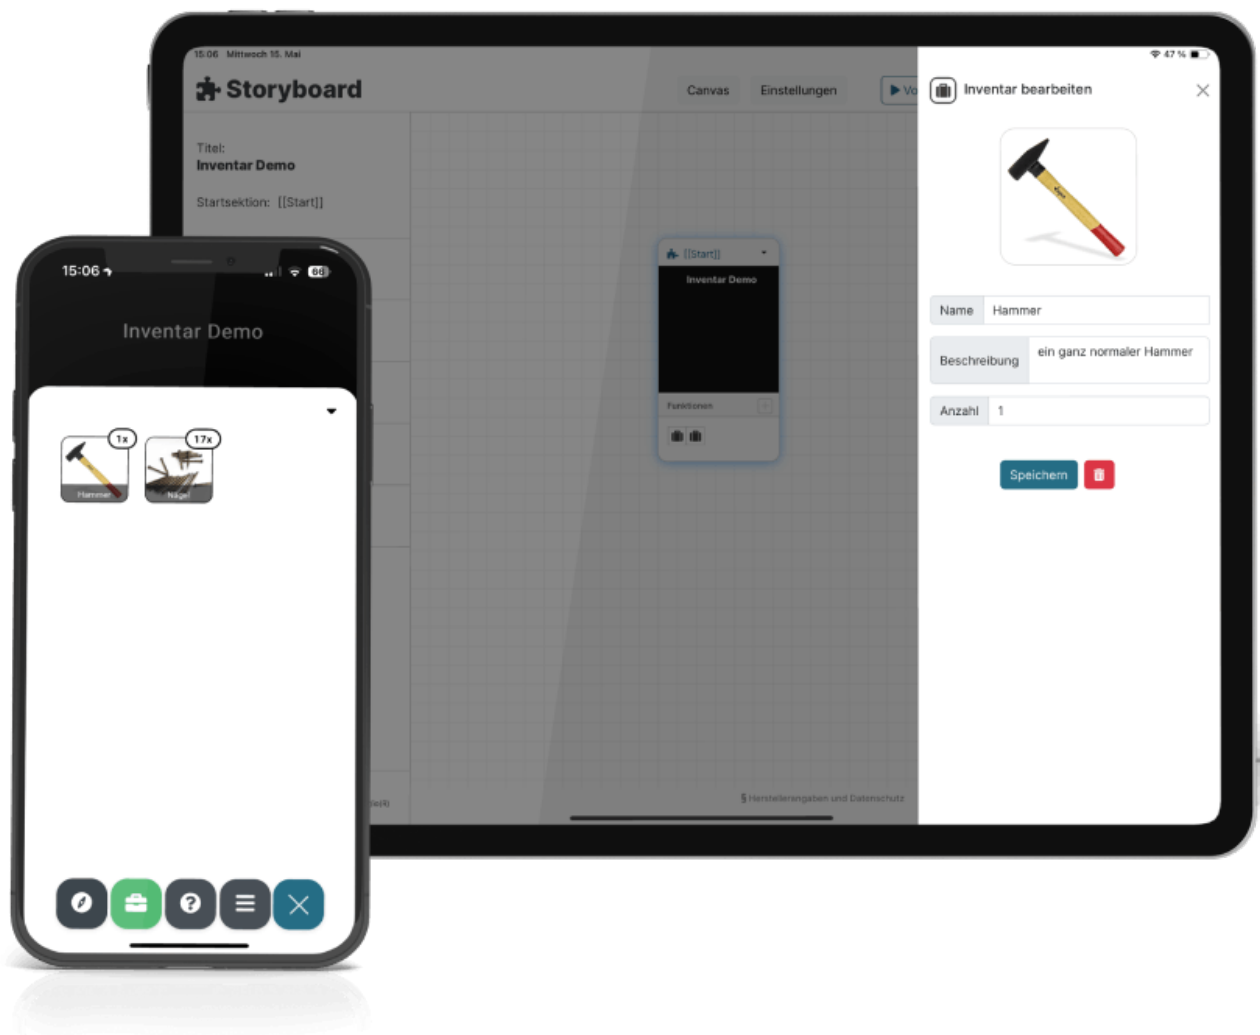 15:06 Mittwoch 15. Mai
47 %
Storyboard
Canvas
Einstellungen
Vo
Inventar bearbeiten
Titel:
Inventar Demo
Startsektion: [[Start]]
[[Start]]
Inventar Demo
Funktionen
Name
Hammer
Beschreibung
ein ganz normaler Hammer
Anzahl
1
Speichern
§ Herstellerangaben und Datenschutz
15:06
66
Inventar Demo
1x
17x
Hammer
Nägel